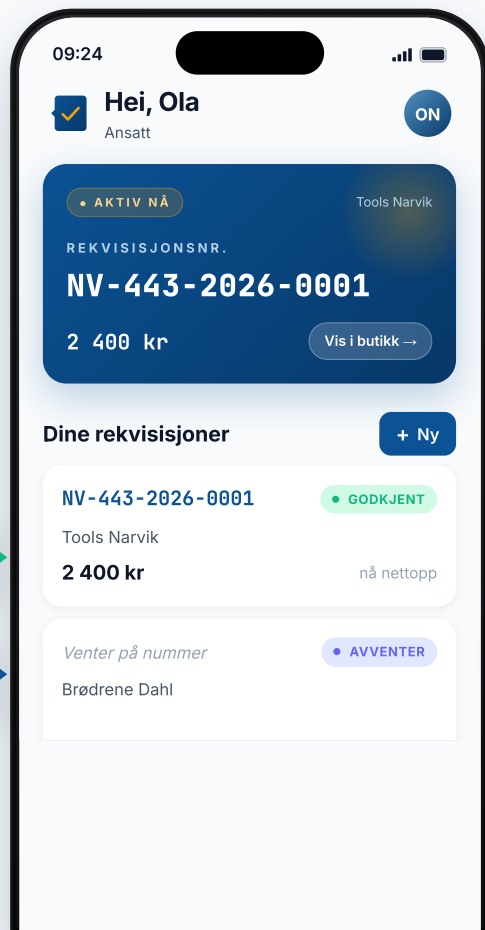 09:24
Hei, Ola
Ansatt
ON
AKTIV NÅ
Tools Narvik
REKVISISJONSNR.
NV-443-2026-0001
2 400 kr
Vis i butikk →
Dine rekvisisjoner
+ Ny
NV-443-2026-0001
GODKJENT
Tools Narvik
2 400 kr
nå nettopp
Venter på nummer
AVVENTER
Brødrene Dahl